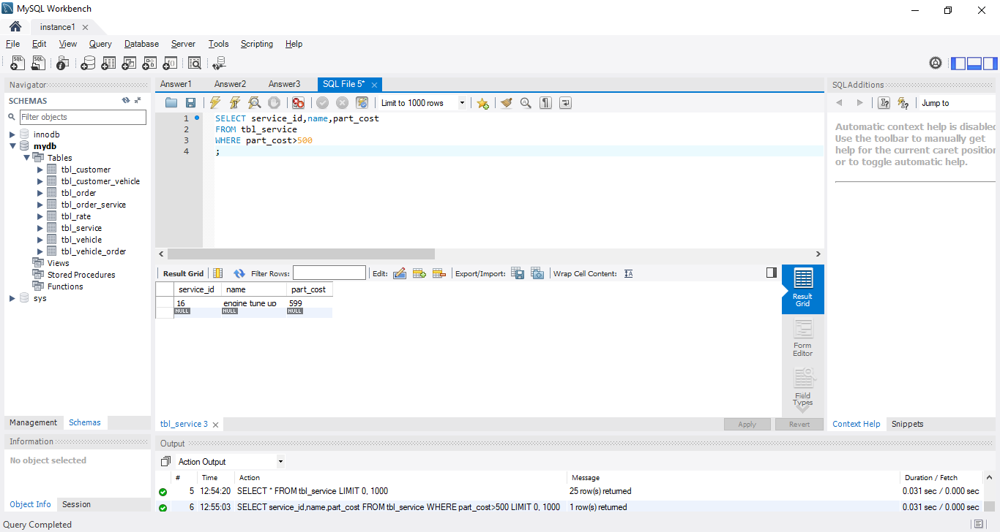 MySQL Workbench
instance1
File Edit View Query Database Server Tools Scripting Help
Navigator
SCHEMAS
Filter objects
innodb
mydb
Tables
tbl_customer
tbl_customer_vehicle
tbl_order
tbl_order_service
tbl_rate
tbl_service
tbl_vehicle
tbl_vehicle_order
Views
Stored Procedures
Functions
sys
Management Schemas
Information
No object selected
Object Info Session
Answer1 Answer2 Answer3 SQL File 5*
Limit to 1000 rows
1 SELECT service_id,name,part_cost
2 FROM tbl_service
3 WHERE part_cost>500
4 ;
Result Grid Filter Rows: Edit: Export/Import: Wrap Cell Content:
service_id name part_cost
16 engine tune up 599
NULL NULL NULL
Result
Grid
Form
Editor
Field
Types
tbl_service 3
Apply Revert
SQLAdditions
Jump to
Automatic context help is disabled
Use the toolbar to manually get
help for the current caret position
or to toggle automatic help.
Context Help Snippets
Output
Action Output
# Time Action Message Duration / Fetch
5 12:54:20 SELECT * FROM tbl_service LIMIT 0, 1000 25 row(s) returned 0.031 sec / 0.000 sec
6 12:55:03 SELECT service_id,name,part_cost FROM tbl_service WHERE part_cost>500 LIMIT 0, 1000 1 row(s) returned 0.031 sec / 0.000 sec
Query Completed